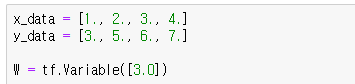 x_data = [1., 2., 3., 4.]
y_data = [3., 5., 6., 7.]
W = tf.Variable([3.0])